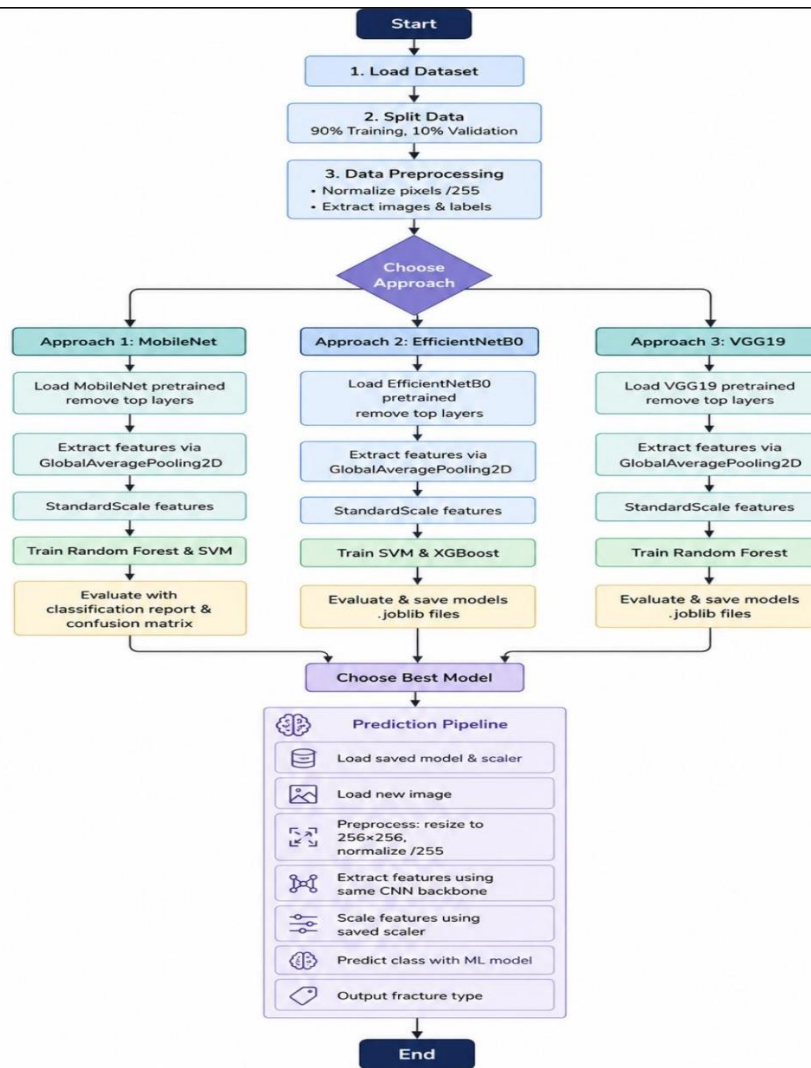 Start
1. Load Dataset
2. Split Data
90% Training, 10% Validation
3. Data Preprocessing
• Normalize pixels /255
• Extract images & labels
Choose
Approach
Approach 1: MobileNet
Load MobileNet pretrained
remove top layers
Extract features via
GlobalAveragePooling2D
StandardScale features
Train Random Forest & SVM
Evaluate with
classification report &
confusion matrix
Approach 2: EfficientNetB0
Load EfficientNetB0
pretrained
remove top layers
Extract features via
GlobalAveragePooling2D
StandardScale features
Train SVM & XGBoost
Evaluate & save models
.joblib files
Approach 3: VGG19
Load VGG19 pretrained
remove top layers
Extract features via
GlobalAveragePooling2D
StandardScale features
Train Random Forest
Evaluate & save models
.joblib files
Choose Best Model
Prediction Pipeline
Load saved model & scaler
Load new image
Preprocess: resize to
256×256,
normalize /255
Extract features using
same CNN backbone
Scale features using
saved scaler
Predict class with ML model
Output fracture type
End